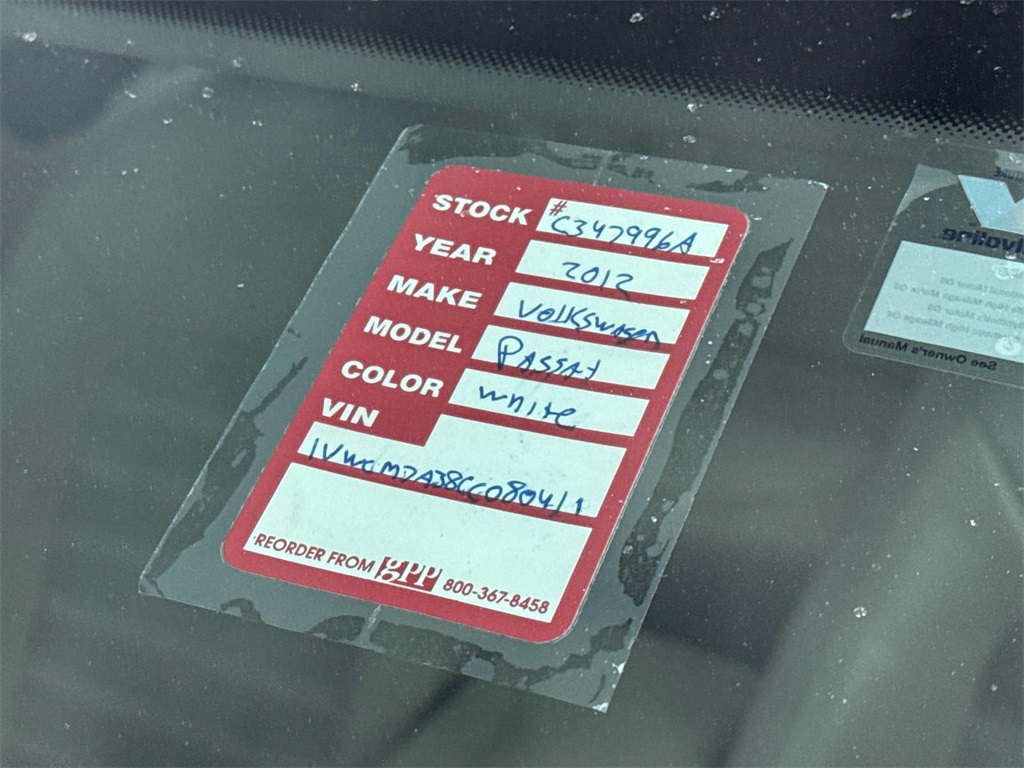 STOCK # C347996A
YEAR 2012
MAKE Volkswagen
MODEL Passat
COLOR White
VIN
1VWCMDA38CC080411
REORDER FROM gpp 800-367-8458
See Owner's Manual